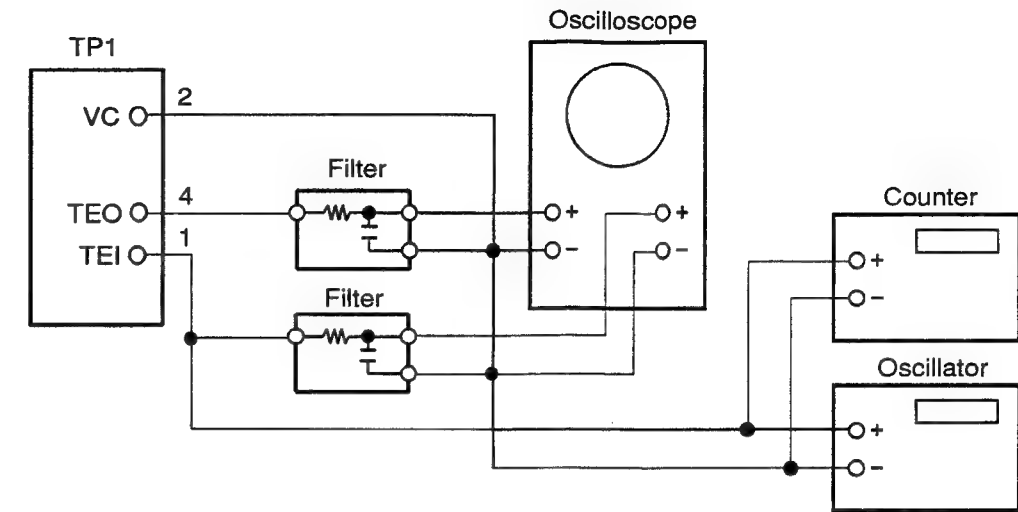 Oscilloscope
TP1
VC 2
Filter
TEO 4
+ +
Counter
TEI 1
- -
+
Filter
-
Oscillator
+
-